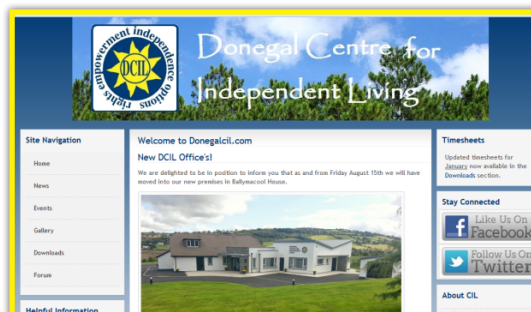 empowerment independence options rights
DCIL
Donegal Centre for
Independent Living
Site Navigation
Home
News
Events
Gallery
Downloads
Forum
Helpful Information
Welcome to Donegalcil.com
New DCIL Office's!
We are delighted to be in podtion to inform you that as and from Friday August 15th we will have
moved into our new premises in Ballymacool House.
Timesheets
Updated timesheets for
January now available in the
Downloads section.
Stay Connected
Like Us On
Facebook
Follow Us On
Twitter
About CIL